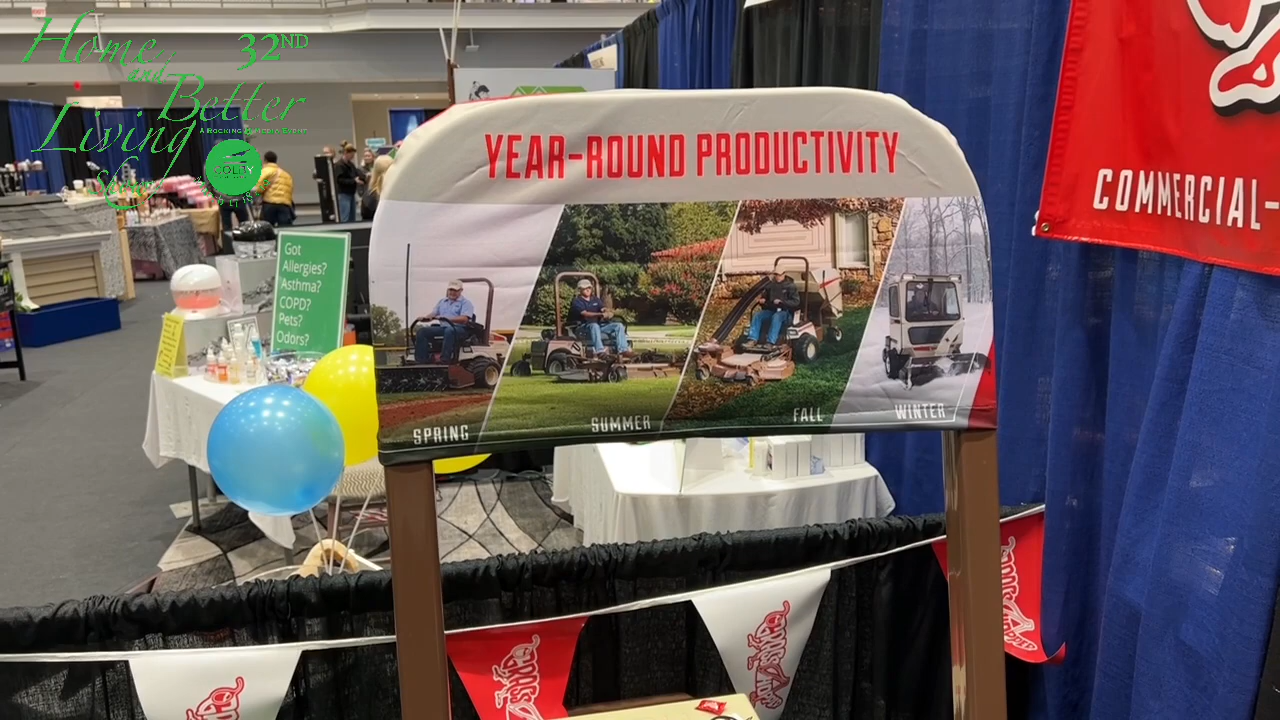 Home
and
Better
Living
Show
32ND
A ROCKING M MEDIA EVENT
YEAR-ROUND PRODUCTIVITY
SPRING
SUMMER
FALL
WINTER
Got
Allergies?
Asthma?
COPD?
Pets?
Odors?
COMMERCIAL-